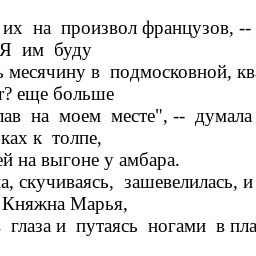 их на произвол французов, --
Я им буду
месячину в подмосковной, кв
? еще больше
лав на моем месте", -- думала
ках к толпе,
ей на выгоне у амбара.
а, скучиваясь, зашевелилась, и
Княжна Марья,
глаза и путаясь ногами в пла